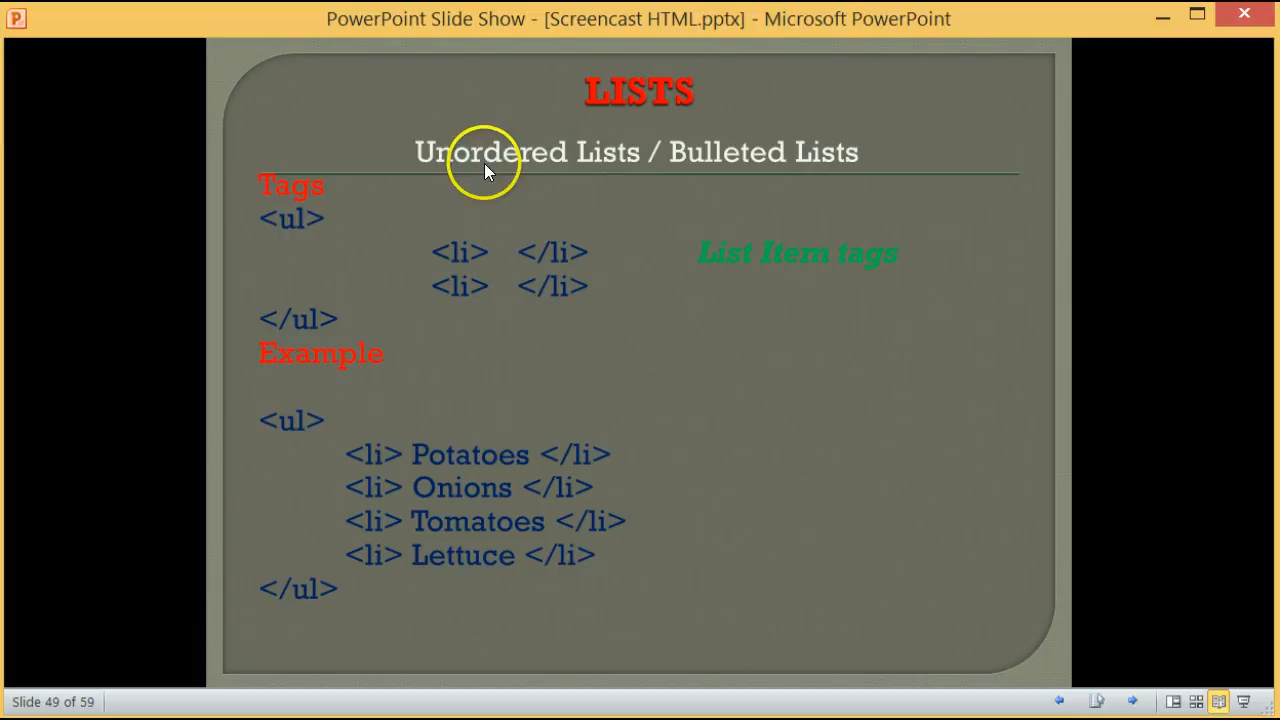 PowerPoint Slide Show - [Screencast HTML.pptx] - Microsoft PowerPoint
LISTS
Unordered Lists / Bulleted Lists
Tags
<ul>
<li> </li> List Item tags
<li> </li>
</ul>
Example
<ul>
<li> Potatoes </li>
<li> Onions </li>
<li> Tomatoes </li>
<li> Lettuce </li>
</ul>
Slide 49 of 59